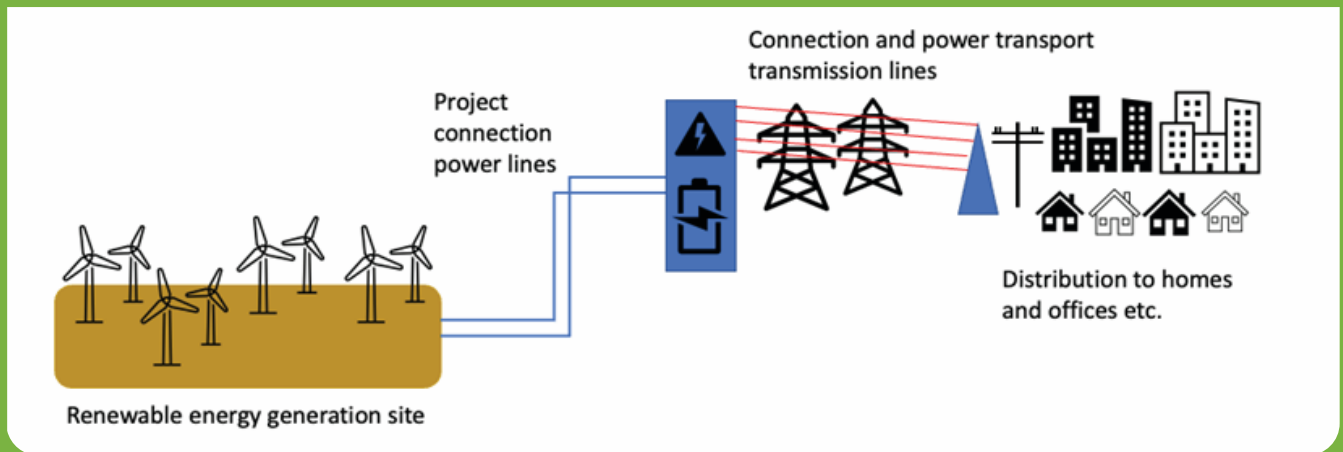 Connection and power transport
transmission lines
Project
connection
power lines
Distribution to homes
and offices etc.
Renewable energy generation site